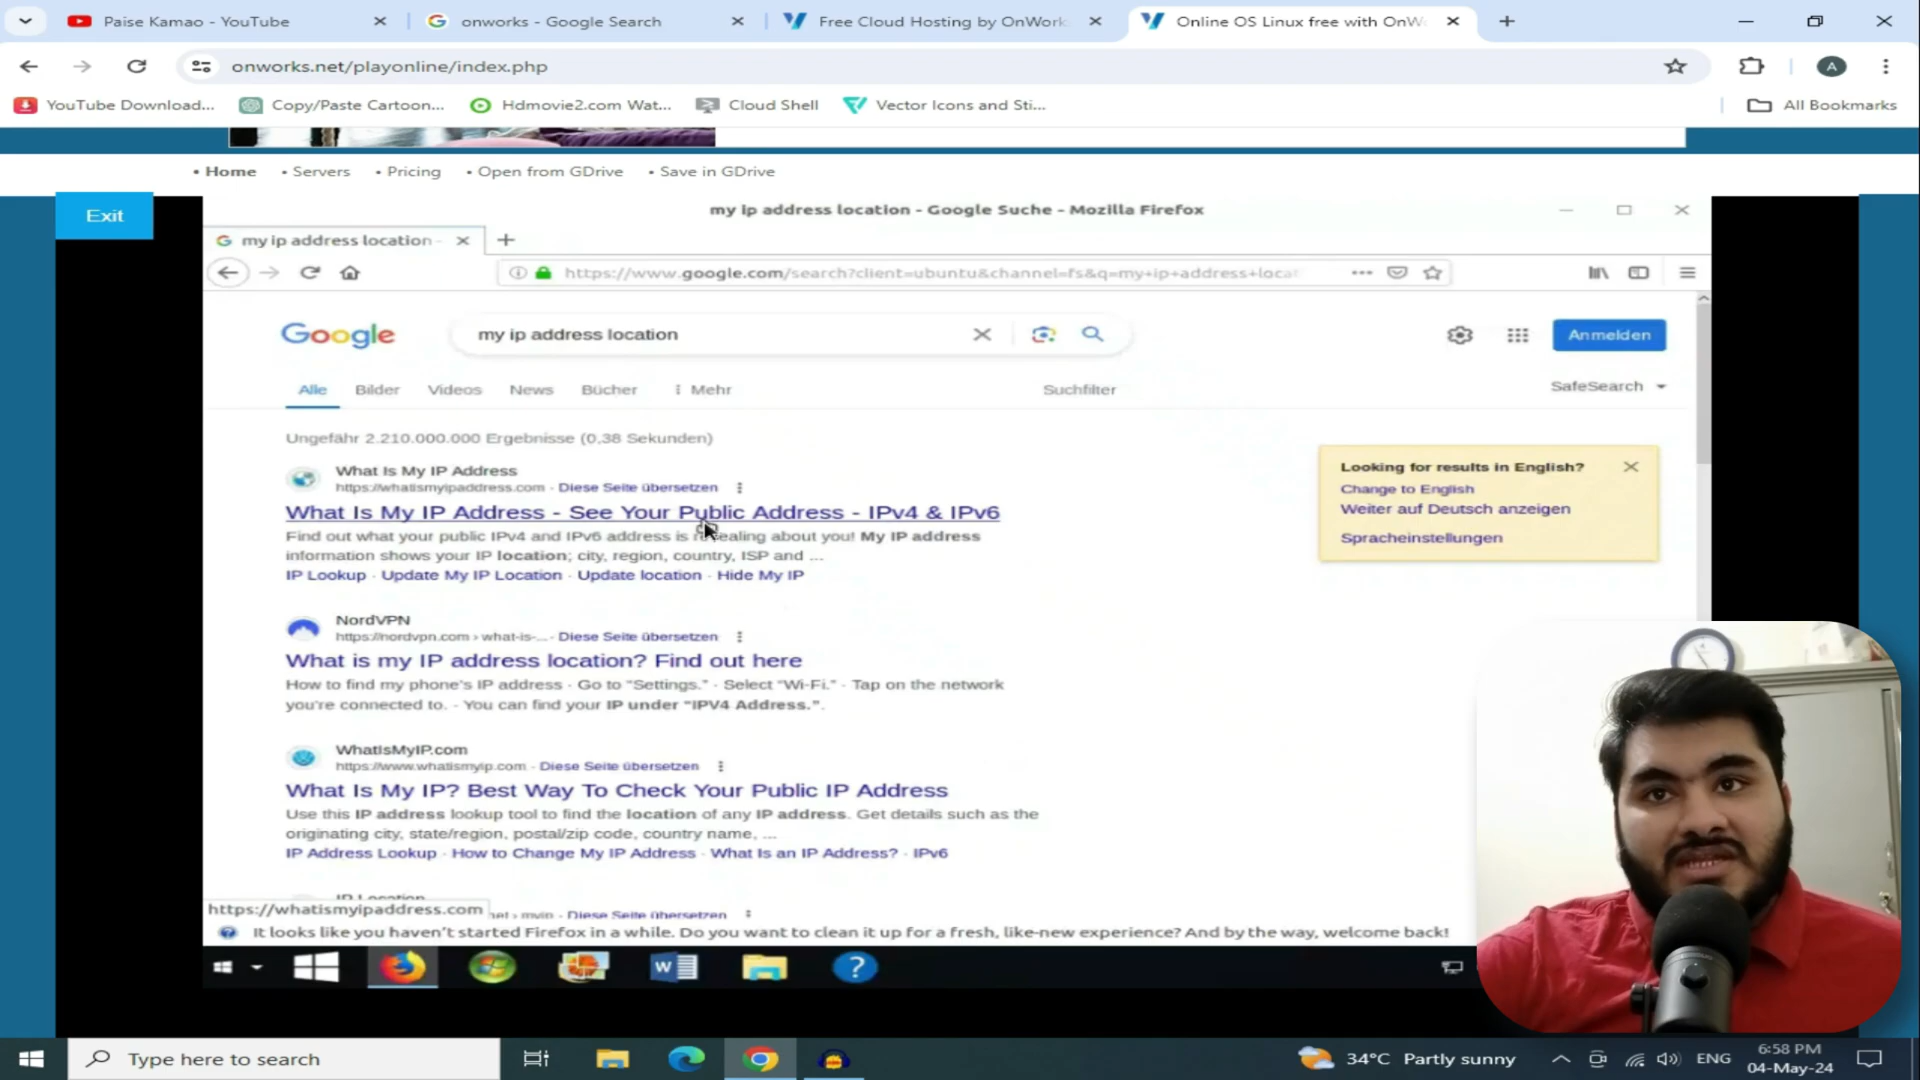 Paise Kamao - YouTube
onworks - Google Search
Free Cloud Hosting by OnWork
Online OS Linux free with OnWo
onworks.net/playonline/index.php
A
YouTube Download...
Copy/Paste Cartoon...
Hdmovie2.com Wat...
Cloud Shell
Vector Icons and Sti...
All Bookmarks
• Home • Servers • Pricing • Open from GDrive • Save in GDrive
Exit
my ip address location - Google Suche - Mozilla Firefox
my ip address location -
https://www.google.com/search?client=ubuntu&channel=fs&q=my+ip+address+locat
Google
my ip address location
Anmelden
Alle Bilder Videos News Bücher Mehr Suchfilter
SafeSearch
Ungefähr 2.210.000.000 Ergebnisse (0,38 Sekunden)
What Is My IP Address
https://whatismyipaddress.com · Diese Seite übersetzen
What Is My IP Address - See Your Public Address - IPv4 & IPv6
Find out what your public IPv4 and IPv6 address is revealing about you! My IP address
information shows your IP location; city, region, country, ISP and ...
IP Lookup · Update My IP Location · Update location · Hide My IP
Looking for results in English?
Change to English
Weiter auf Deutsch anzeigen
Spracheinstellungen
NordVPN
https://nordvpn.com › what-is-... · Diese Seite übersetzen
What is my IP address location? Find out here
How to find my phone's IP address · Go to "Settings." · Select "Wi-Fi." · Tap on the network
you're connected to. · You can find your IP under "IPV4 Address.".
WhatIsMyIP.com
https://www.whatismyip.com · Diese Seite übersetzen
What Is My IP? Best Way To Check Your Public IP Address
Use this IP address lookup tool to find the location of any IP address. Get details such as the
originating city, state/region, postal/zip code, country name, ...
IP Address Lookup · How to Change My IP Address · What Is an IP Address? · IPv6
IP Location
https://whatismyipaddress.com
.net › myip · Diese Seite übersetzen
It looks like you haven't started Firefox in a while. Do you want to clean it up for a fresh, like-new experience? And by the way, welcome back!
W
?
Type here to search
34°C Partly sunny
ENG
6:58 PM
04-May-24